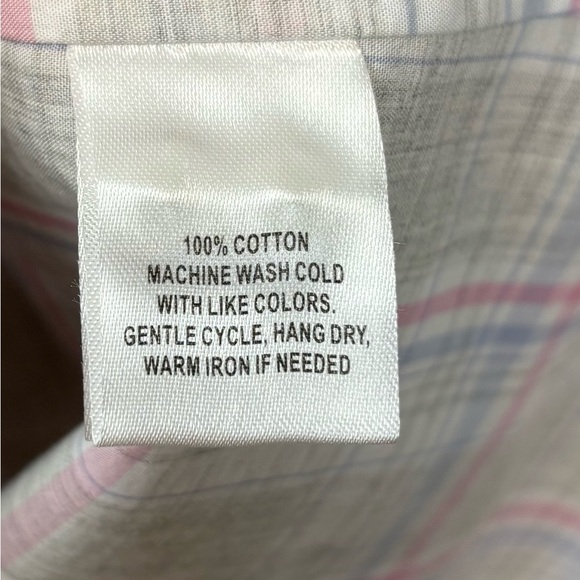 100% COTTON
MACHINE WASH COLD
WITH LIKE COLORS.
GENTLE CYCLE, HANG DRY,
WARM IRON IF NEEDED